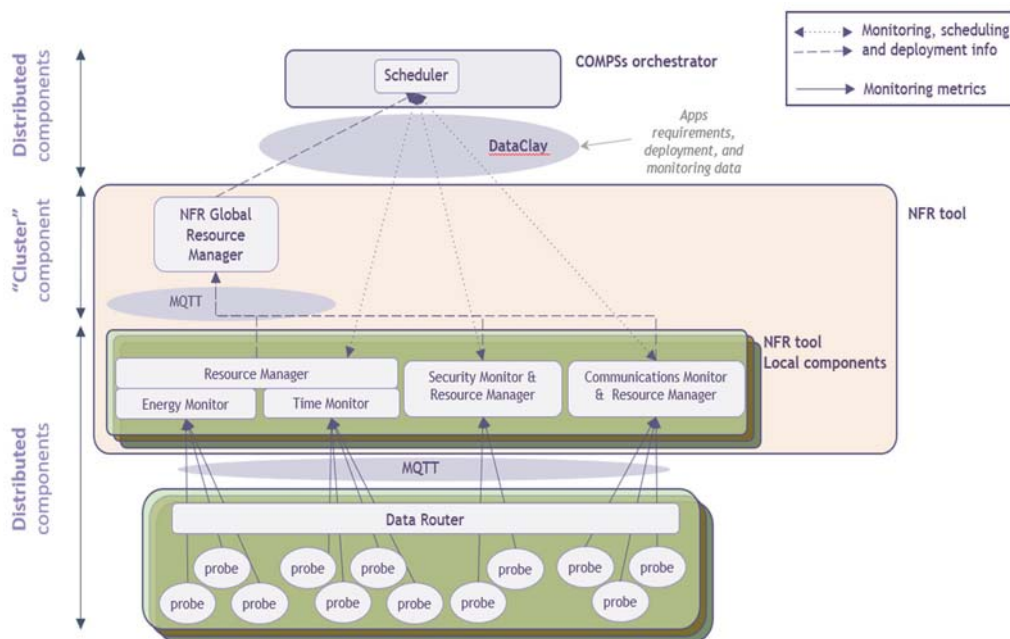 Monitoring, scheduling
and deployment info
Monitoring metrics
Distributed
components
COMPSs orchestrator
Scheduler
DataClay
Apps
requirements,
deployment, and
monitoring data
"Cluster"
component
NFR tool
NFR Global
Resource
Manager
MQTT
Distributed
components
NFR tool
Local components
Resource Manager
Energy Monitor
Time Monitor
Security Monitor &
Resource Manager
Communications Monitor
& Resource Manager
MQTT
Data Router
probe
probe
probe
probe
probe
probe
probe
probe
probe
probe
probe
probe